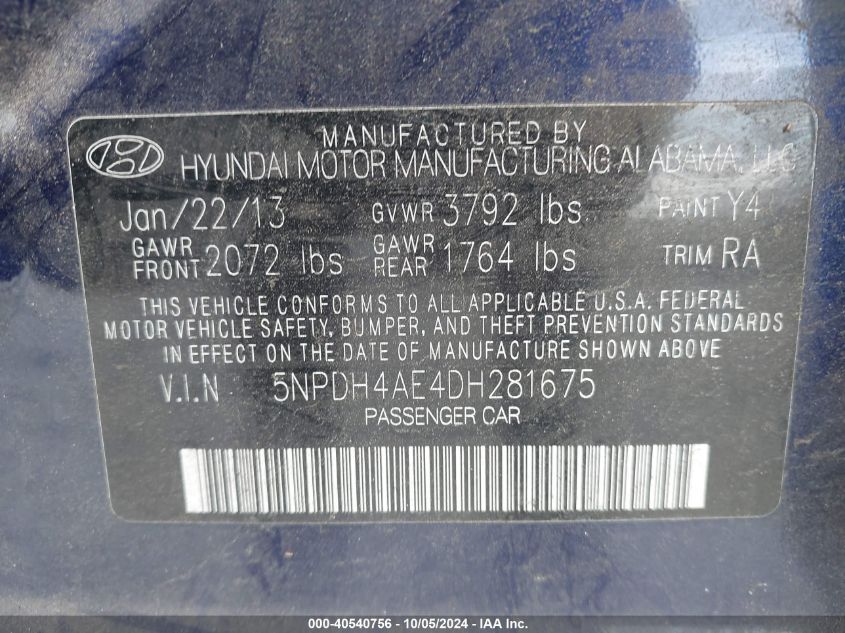 MANUFACTURED BY
HYUNDAI MOTOR MANUFACTURING ALABAMA, LLC
Jan/22/13 GVWR 3792 lbs PAINT Y4
GAWR FRONT 2072 lbs GAWR REAR 1764 lbs TRIM RA
THIS VEHICLE CONFORMS TO ALL APPLICABLE U.S.A. FEDERAL
MOTOR VEHICLE SAFETY, BUMPER, AND THEFT PREVENTION STANDARDS
IN EFFECT ON THE DATE OF MANUFACTURE SHOWN ABOVE
V.I.N 5NPDH4AE4DH281675
PASSENGER CAR
000-40540756 - 10/05/2024 - IAA Inc.